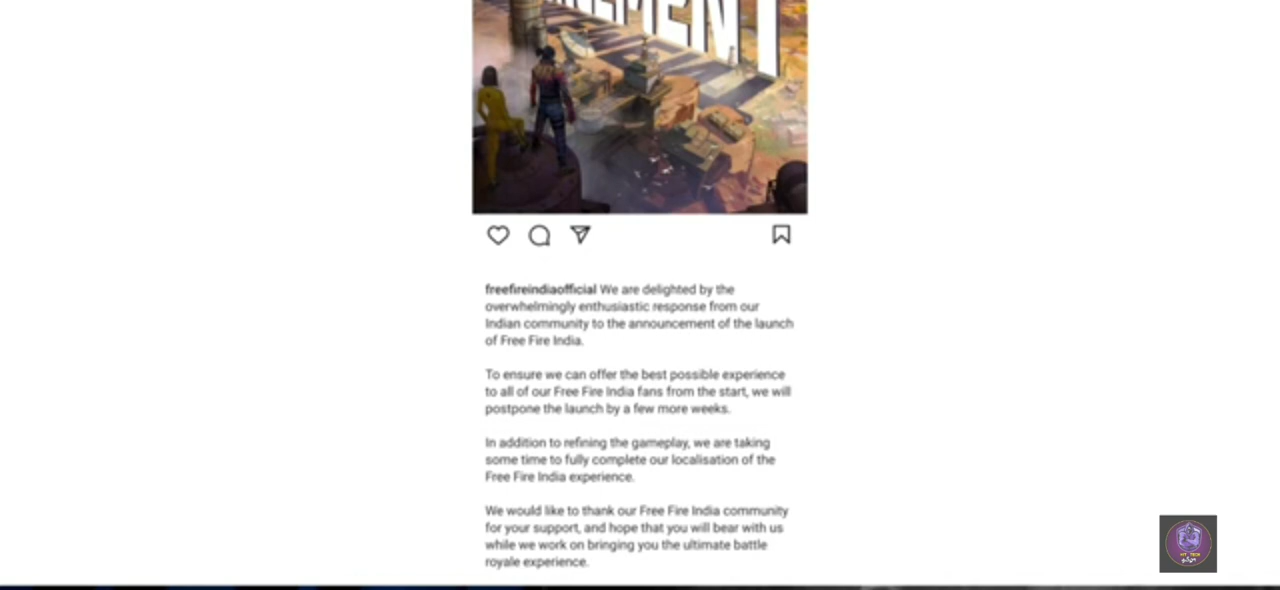 freefireindiaofficial We are delighted by the
overwhelmingly enthusiastic response from our
Indian community to the announcement of the launch
of Free Fire India.
To ensure we can offer the best possible experience
to all of our Free Fire India fans from the start, we will
postpone the launch by a few more weeks.
In addition to refining the gameplay, we are taking
some time to fully complete our localisation of the
Free Fire India experience.
We would like to thank our Free Fire India community
for your support, and hope that you will bear with us
while we work on bringing you the ultimate battle
royale experience.